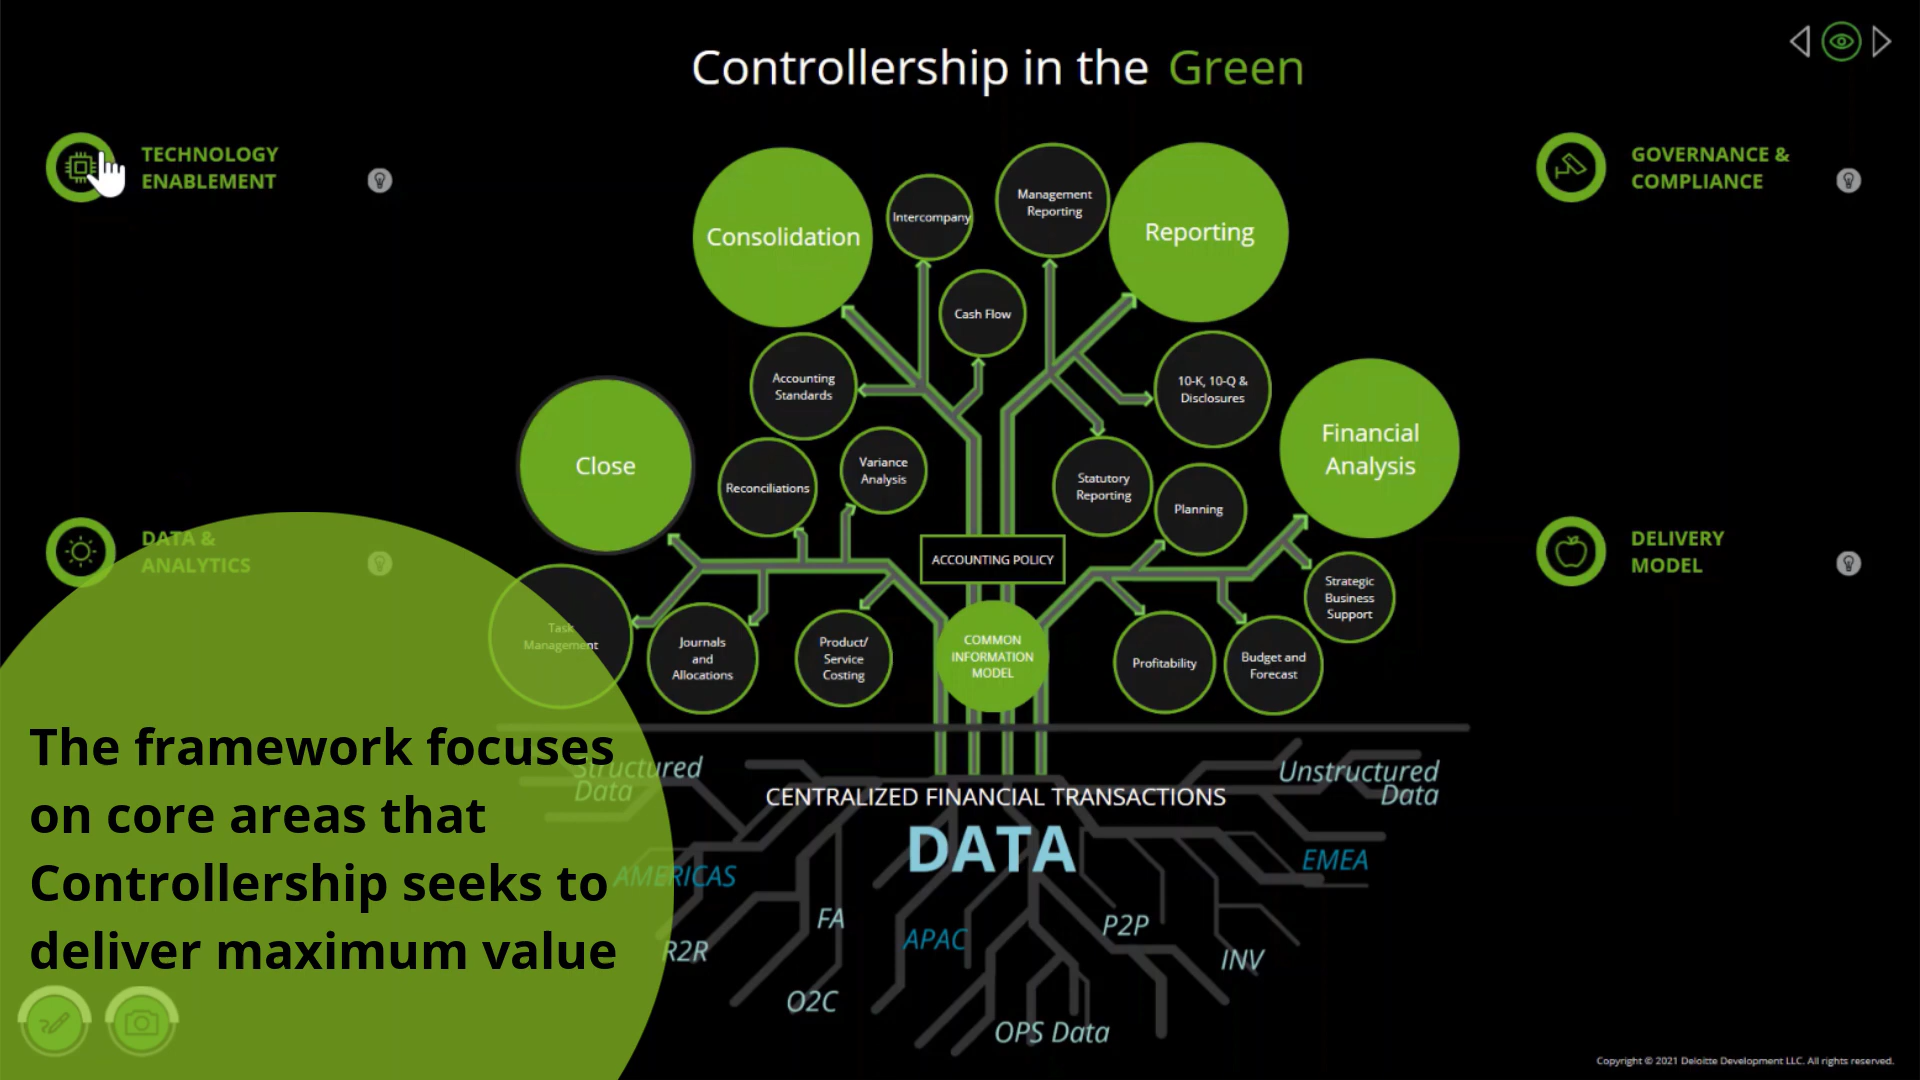 Controllership in the Green
TECHNOLOGY
ENABLEMENT
GOVERNANCE &
COMPLIANCE
DATA &
ANALYTICS
DELIVERY
MODEL
Consolidation
Intercompany
Management
Reporting
Reporting
Cash Flow
Accounting
Standards
10-K, 10-Q &
Disclosures
Close
Reconciliations
Variance
Analysis
Statutory
Reporting
Planning
Financial
Analysis
ACCOUNTING POLICY
Task
Management
Journals
and
Allocations
Product/
Service
Costing
COMMON
INFORMATION
MODEL
Profitability
Budget and
Forecast
Strategic
Business
Support
The framework focuses
on core areas that
Controllership seeks to
deliver maximum value
Structured
Data
Unstructured
Data
CENTRALIZED FINANCIAL TRANSACTIONS
DATA
AMERICAS
EMEA
FA
APAC
P2P
R2R
INV
O2C
OPS Data
Copyright © 2021 Deloitte Development LLC. All rights reserved.